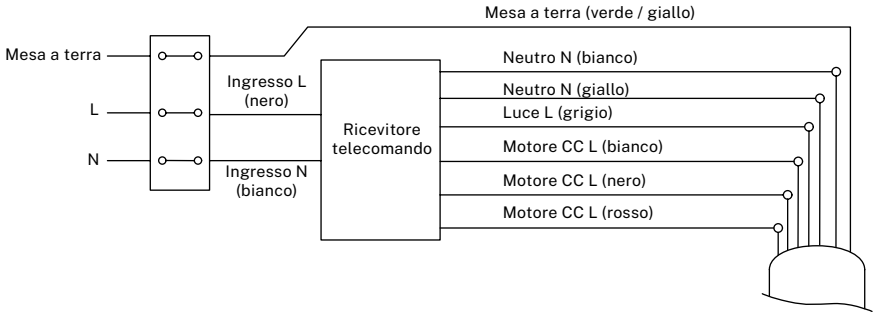 Mesa a terra (verde / giallo)
Mesa a terra
L
N
Ingresso L
(nero)
Ingresso N
(bianco)
Ricevitore
telecomando
Neutro N (bianco)
Neutro N (giallo)
Luce L (grigio)
Motore CC L (bianco)
Motore CC L (nero)
Motore CC L (rosso)